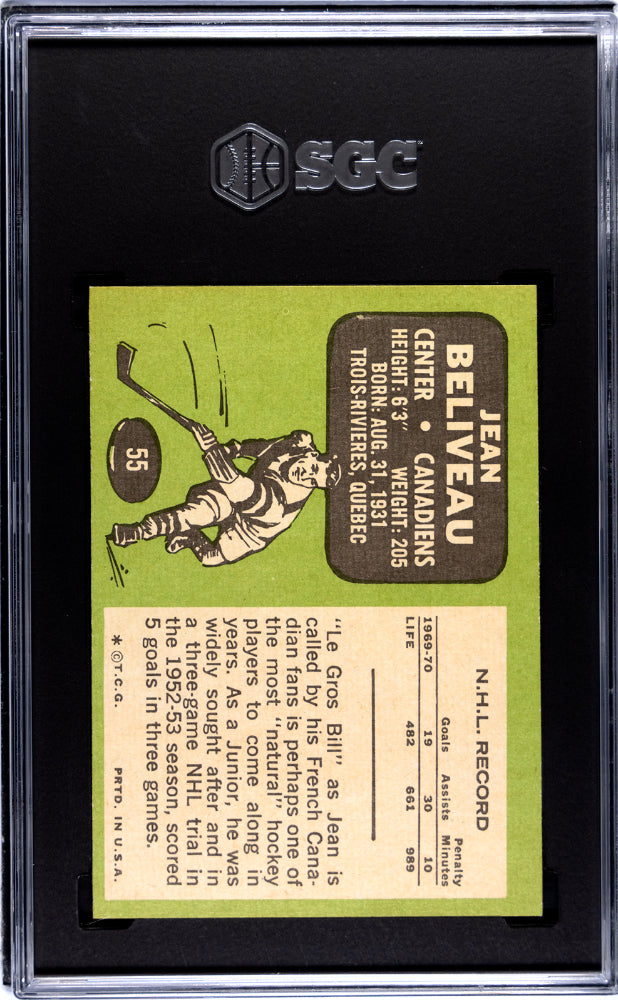 SGC
JEAN
BELIVEAU
CENTER • CANADIENS
HEIGHT: 6'3" WEIGHT: 205
BORN: AUG. 31, 1931
TROIS-RIVIERES, QUEBEC
55
N.H.L. RECORD
Goals Assists Penalty Minutes
1969-70 19 30 10
LIFE 482 661 989
"Le Gros Bill" as Jean is
called by his French Cana-
dian fans is perhaps one of
the most "natural" hockey
players to come along in
years. As a Junior, he was
widely sought after and in
a three-game NHL trial in
the 1952-53 season, scored
5 goals in three games.
* ©T.C.G. PRTD. IN U.S.A.